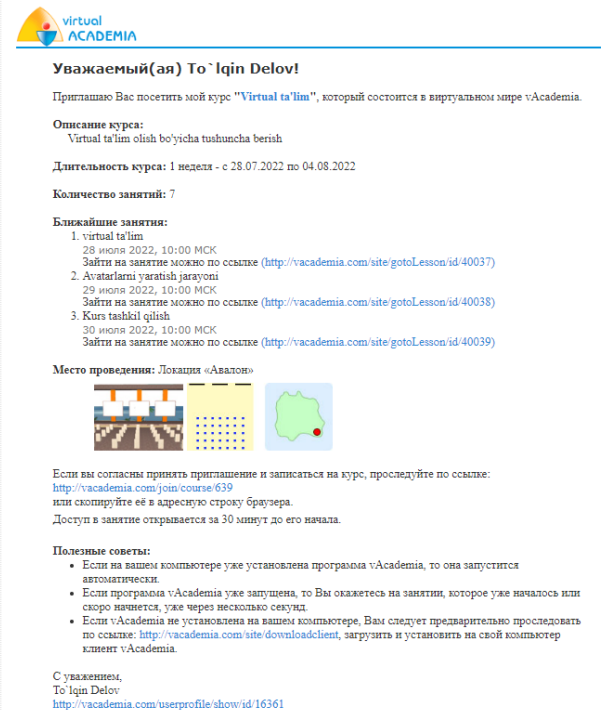 virtual
ACADEMIA
Уважаемый(ая) To`lqin Delov!
Приглашаю Вас посетить мой курс "Virtual ta'lim", который состоится в виртуальном мире vAcademia.
Описание курса:
Virtual ta'lim olish bo'yicha tushuncha berish
Длительность курса: 1 неделя - с 28.07.2022 по 04.08.2022
Количество занятий: 7
Ближайшие занятия:
1. virtual ta'lim
28 июля 2022, 10:00 МСК
Зайти на занятие можно по ссылке (http://vacademia.com/site/gotoLesson/id/40037)
2. Avatarlarni yaratish jarayoni
29 июля 2022, 10:00 МСК
Зайти на занятие можно по ссылке (http://vacademia.com/site/gotoLesson/id/40038)
3. Kurs tashkil qilish
30 июля 2022, 10:00 МСК
Зайти на занятие можно по ссылке (http://vacademia.com/site/gotoLesson/id/40039)
Место проведения: Локация «Авалон»
Если вы согласны принять приглашение и записаться на курс, проследуйте по ссылке:
http://vacademia.com/join/course/639
или скопируйте её в адресную строку браузера.
Доступ в занятие открывается за 30 минут до его начала.
Полезные советы:
• Если на вашем компьютере уже установлена программа vAcademia, то она запустится
автоматически.
• Если программа vAcademia уже запущена, то Вы окажетесь на занятии, которое уже началось или
скоро начнется, уже через несколько секунд.
• Если vAcademia не установлена на вашем компьютере, Вам следует предварительно проследовать
по ссылке: http://vacademia.com/site/downloadclient, загрузить и установить на свой компьютер
клиент vAcademia.
С уважением,
To`lqin Delov
http://vacademia.com/userprofile/show/id/16361